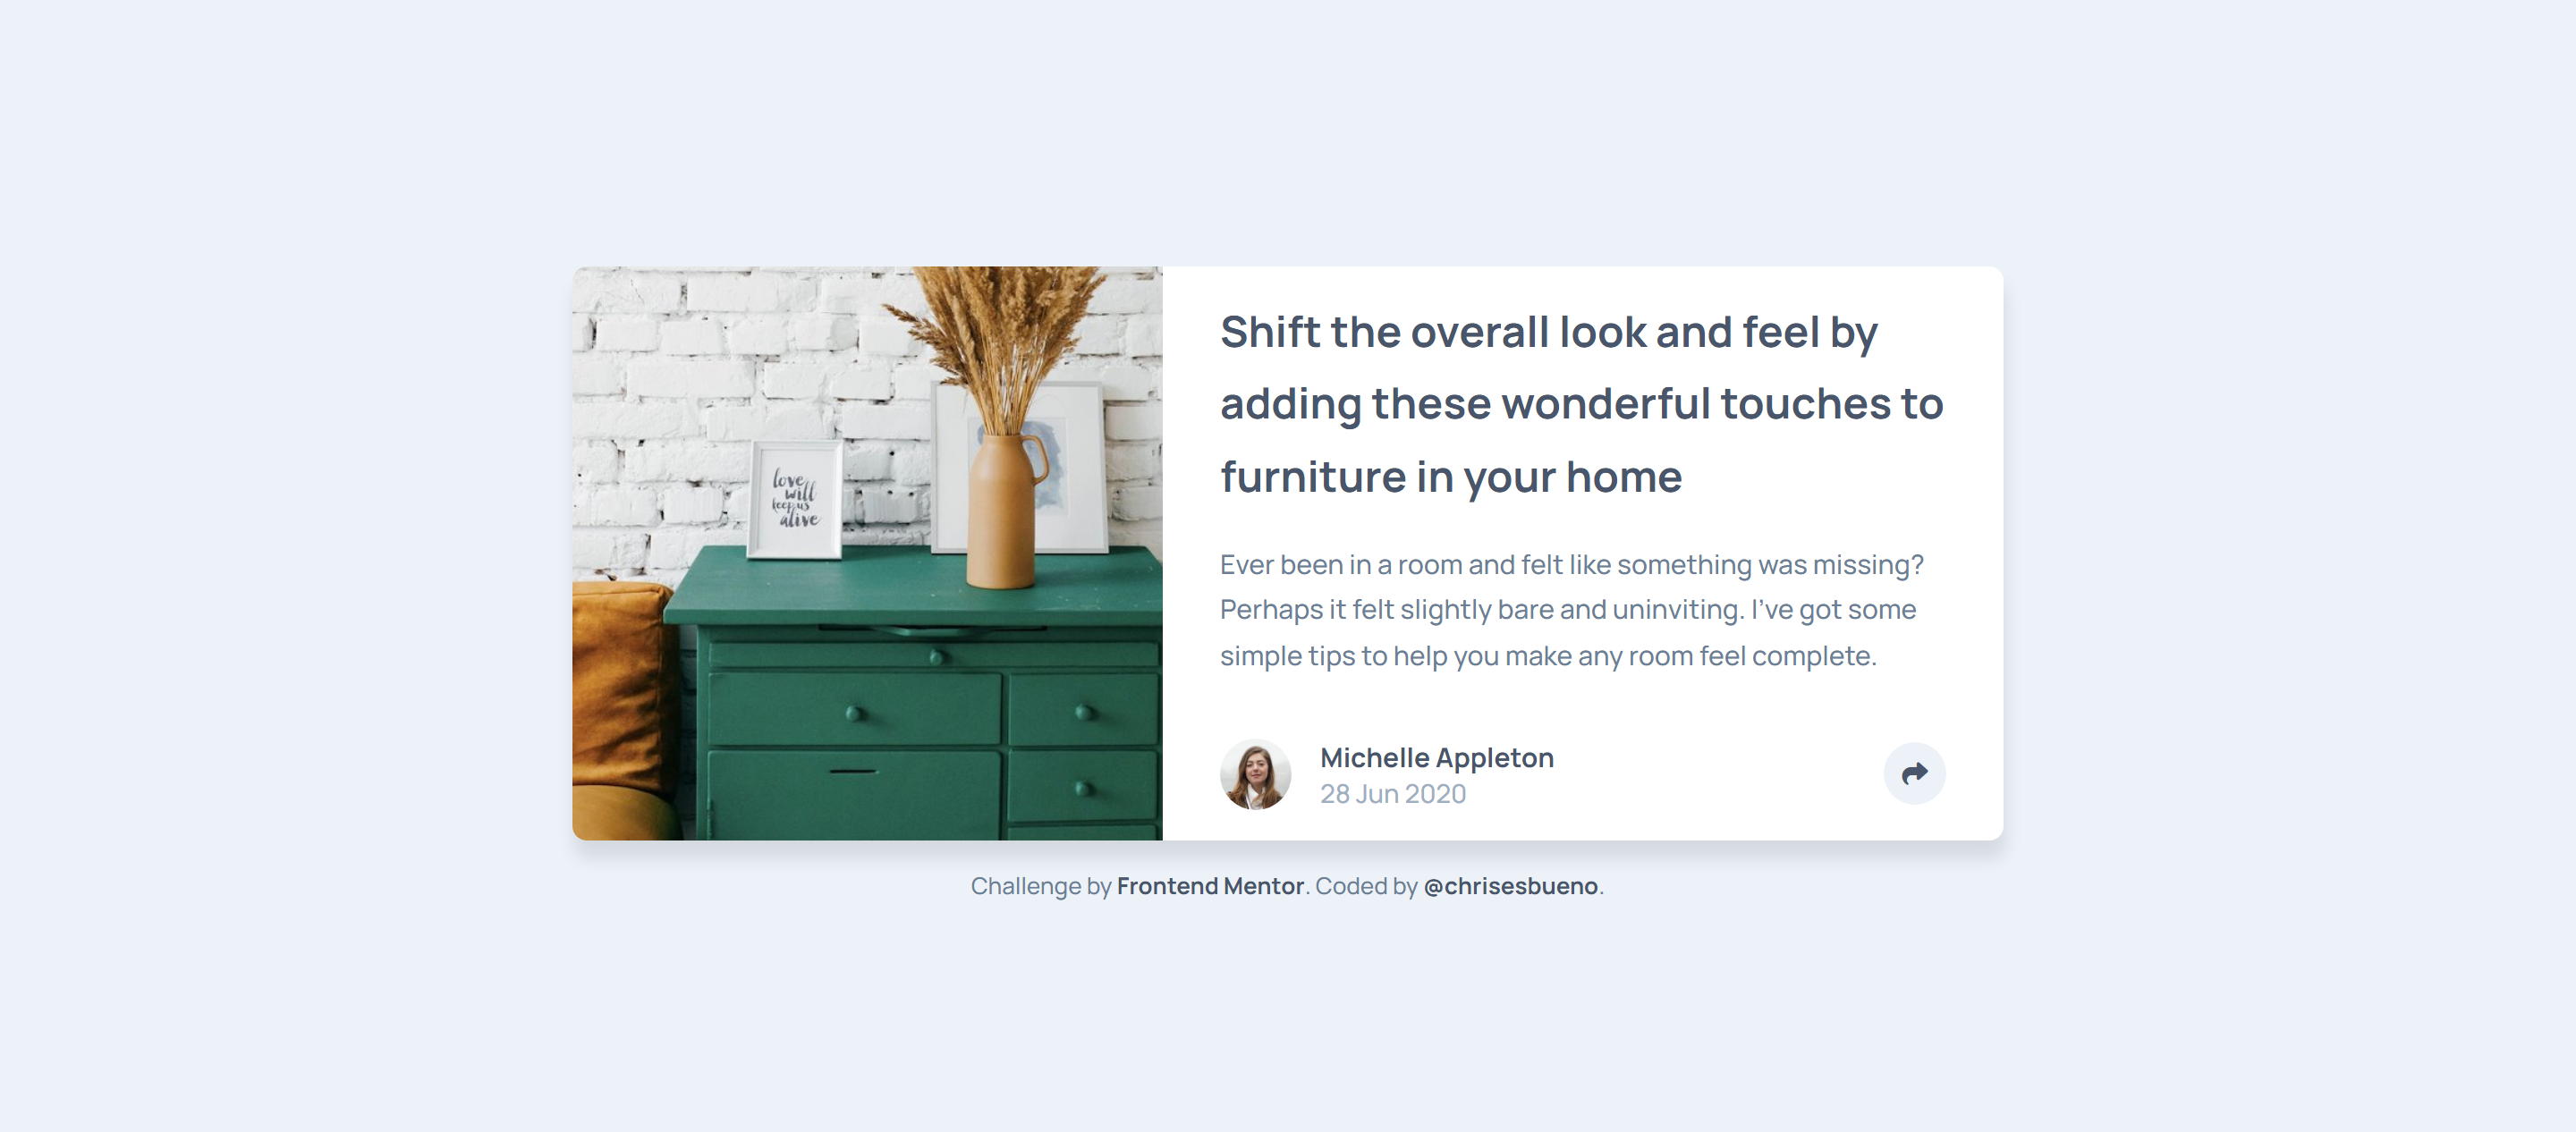 love
will
keep us
alive
Shift the overall look and feel by
adding these wonderful touches to
furniture in your home
Ever been in a room and felt like something was missing?
Perhaps it felt slightly bare and uninviting. I’ve got some
simple tips to help you make any room feel complete.
Michelle Appleton
28 Jun 2020
Challenge by Frontend Mentor. Coded by @chrisesbueno.